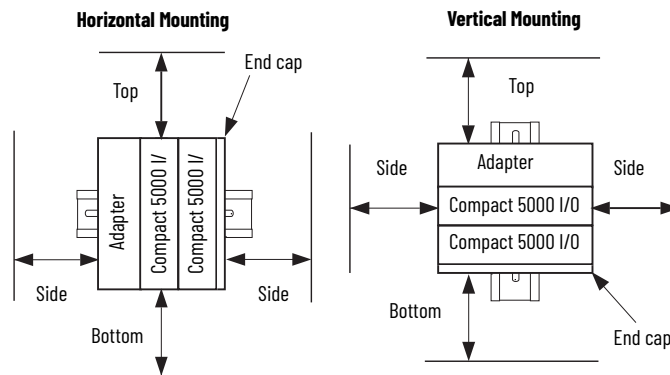 Horizontal Mounting
Top
End cap
Adapter
Compact 5000 I/
Compact 5000 I/
Side
Side
Bottom
Vertical Mounting
Top
Side
Adapter
Side
Compact 5000 I/O
Compact 5000 I/O
Bottom
End cap